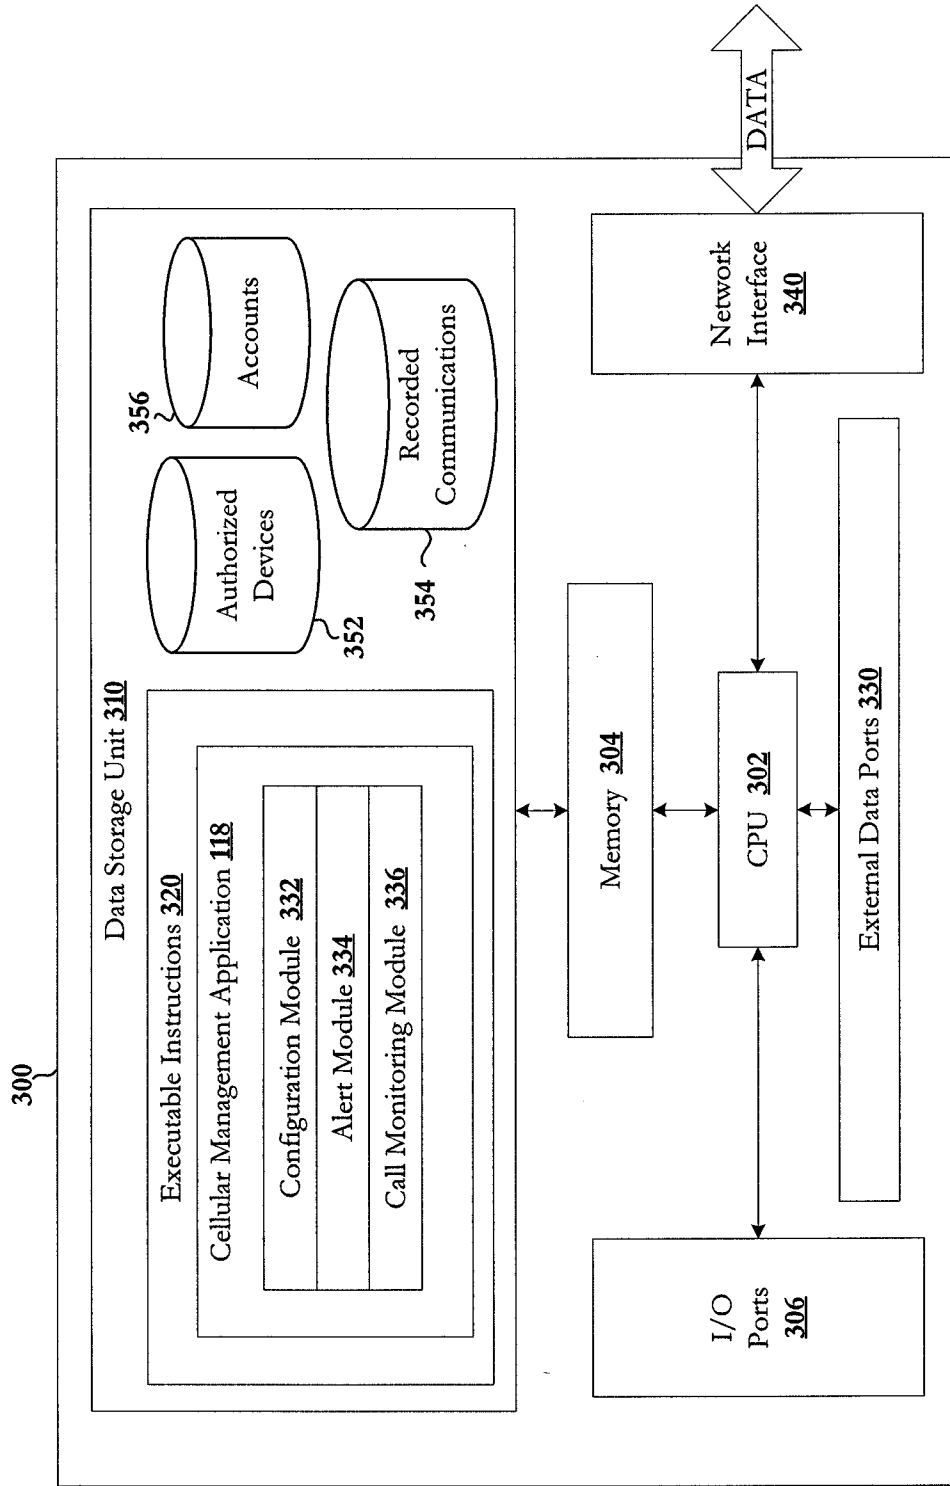 300
Data Storage Unit 310
Executable Instructions 320
Cellular Management Application 118
Configuration Module 332
Alert Module 334
Call Monitoring Module 336
356
Accounts
Authorized
Devices
352
Recorded
Communications
354
Memory 304
CPU 302
I/O
Ports
306
Network
Interface
340
DATA
External Data Ports 330